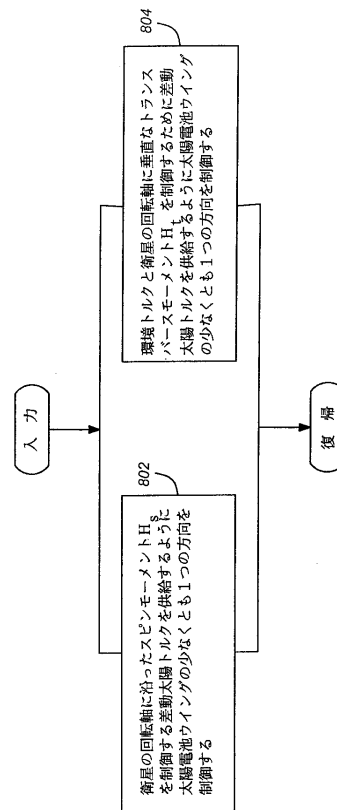 入 力
802
衛星の回転軸に沿ったスピンモーメントHs
を制御する差動太陽トルクを供給するように
太陽電池ウイングの少なくとも1つの方向を
制御する
804
環境トルクと衛星の回転軸に垂直なトランス
バースモーメントHtを制御するために差動
太陽トルクを供給するように太陽電池ウイング
の少なくとも1つの方向を制御する
復 帰